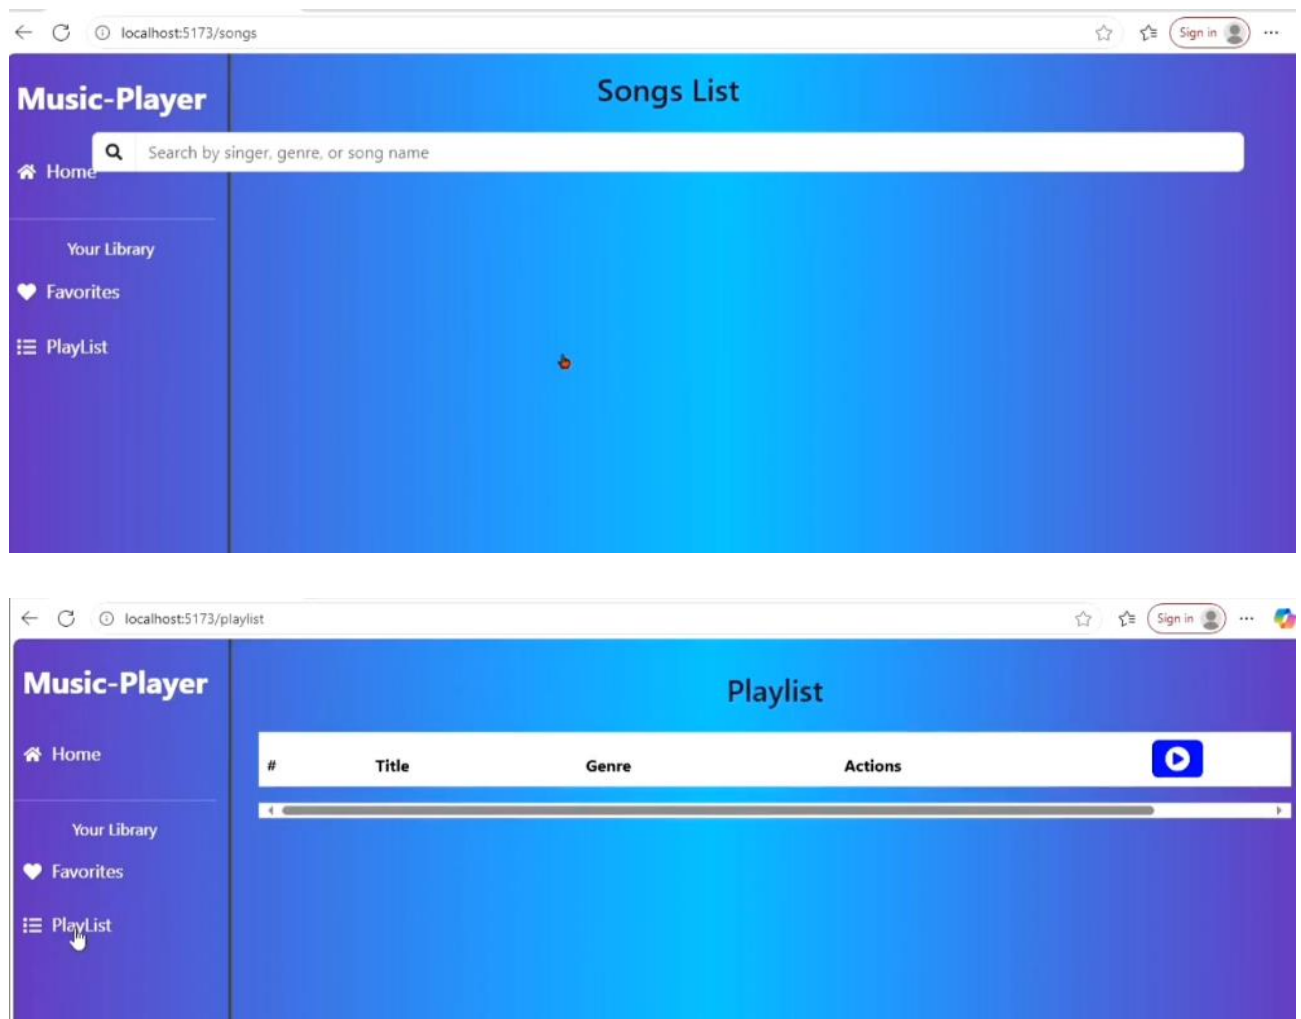 localhost:5173/songs
Sign in
Music-Player
Songs List
Search by singer, genre, or song name
Home
Your Library
Favorites
PlayList
localhost:5173/playlist
Sign in
Music-Player
Playlist
Home
# Title Genre Actions
Your Library
Favorites
PlayList